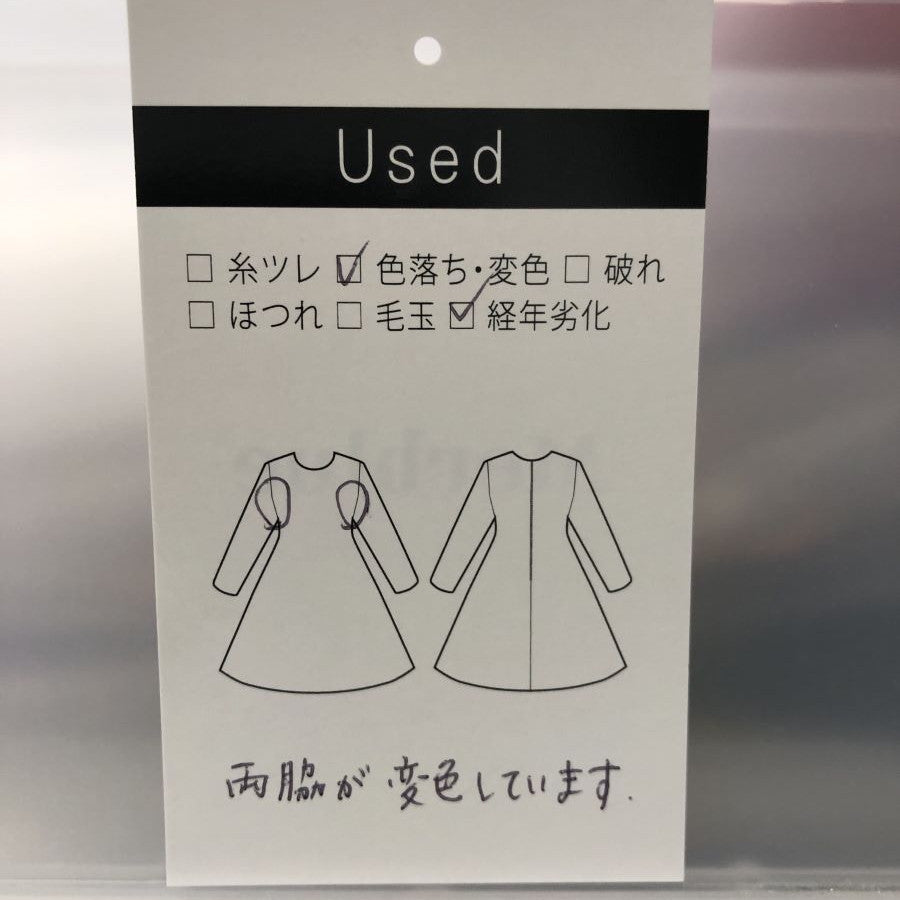 Used
□ 糸ツレ ☑ 色落ち・変色 □ 破れ
□ ほつれ □ 毛玉 ☑ 経年劣化
両脇が変色しています.